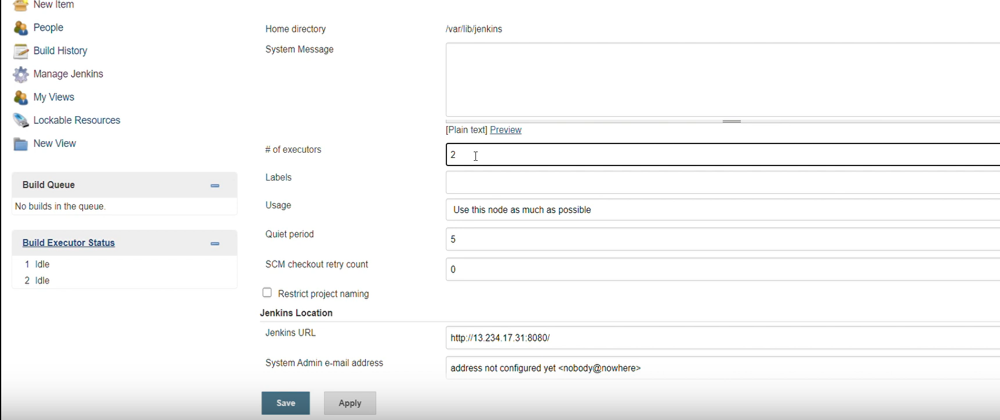 New Item
People
Build History
Manage Jenkins
My Views
Lockable Resources
New View
Build Queue
No builds in the queue.
Build Executor Status
1 Idle
2 Idle
Home directory /var/lib/jenkins
System Message
[Plain text] Preview
# of executors 2
Labels
Usage Use this node as much as possible
Quiet period 5
SCM checkout retry count 0
Restrict project naming
Jenkins Location
Jenkins URL http://13.234.17.31:8080/
System Admin e-mail address address not configured yet <nobody@nowhere>
Save Apply